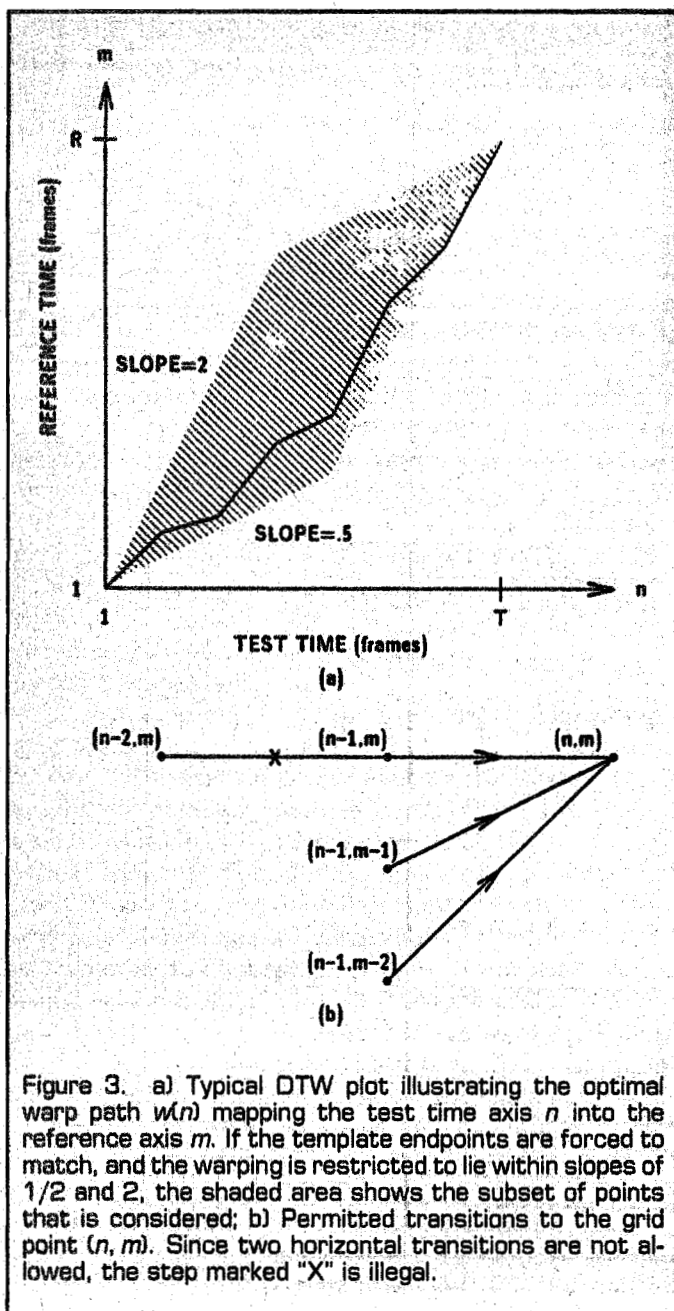 m
R
REFERENCE TIME (frames)
SLOPE=2
SLOPE=.5
1
n
1
T
TEST TIME (frames)
(a)
(n-2,m)
X
(n-1,m)
(n,m)
(n-1,m-1)
(n-1,m-2)
(b)
Figure 3. a) Typical DTW plot illustrating the optimal
warp path w(n) mapping the test time axis n into the
reference axis m. If the template endpoints are forced to
match, and the warping is restricted to lie within slopes of
1/2 and 2, the shaded area shows the subset of points
that is considered; b) Permitted transitions to the grid
point (n, m). Since two horizontal transitions are not al-
lowed, the step marked "X" is illegal.